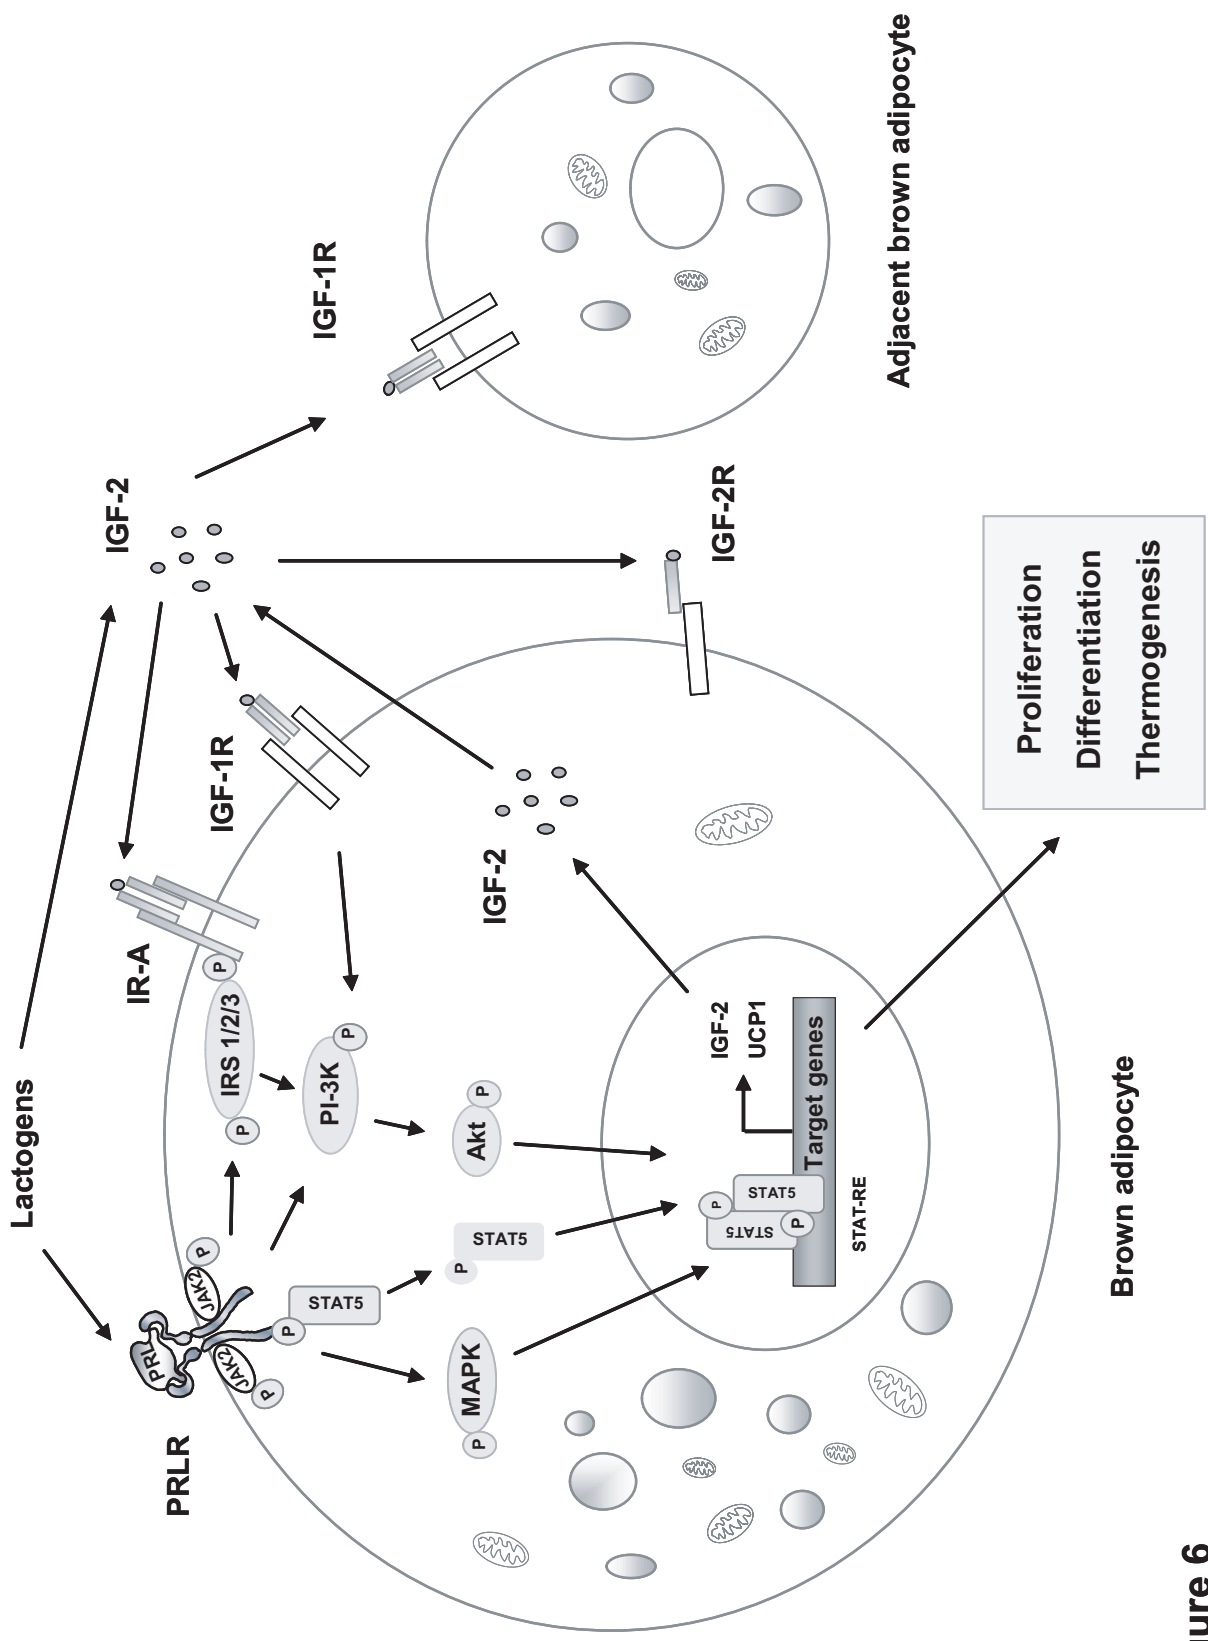 Lactogens
IGF-2
PRLR
PRL
JAK2
P
JAK2
P
P
STAT5
IR-A
P
IRS 1/2/3
P
IGF-1R
IGF-1R
PI-3K
P
MAPK
P
P
STAT5
Akt
P
IGF-2
IGF-2R
P
STAT5
STAT5
P
Target genes
STAT-RE
IGF-2
UCP1
Adjacent brown adipocyte
Proliferation
Differentiation
Thermogenesis
Brown adipocyte
ure 6